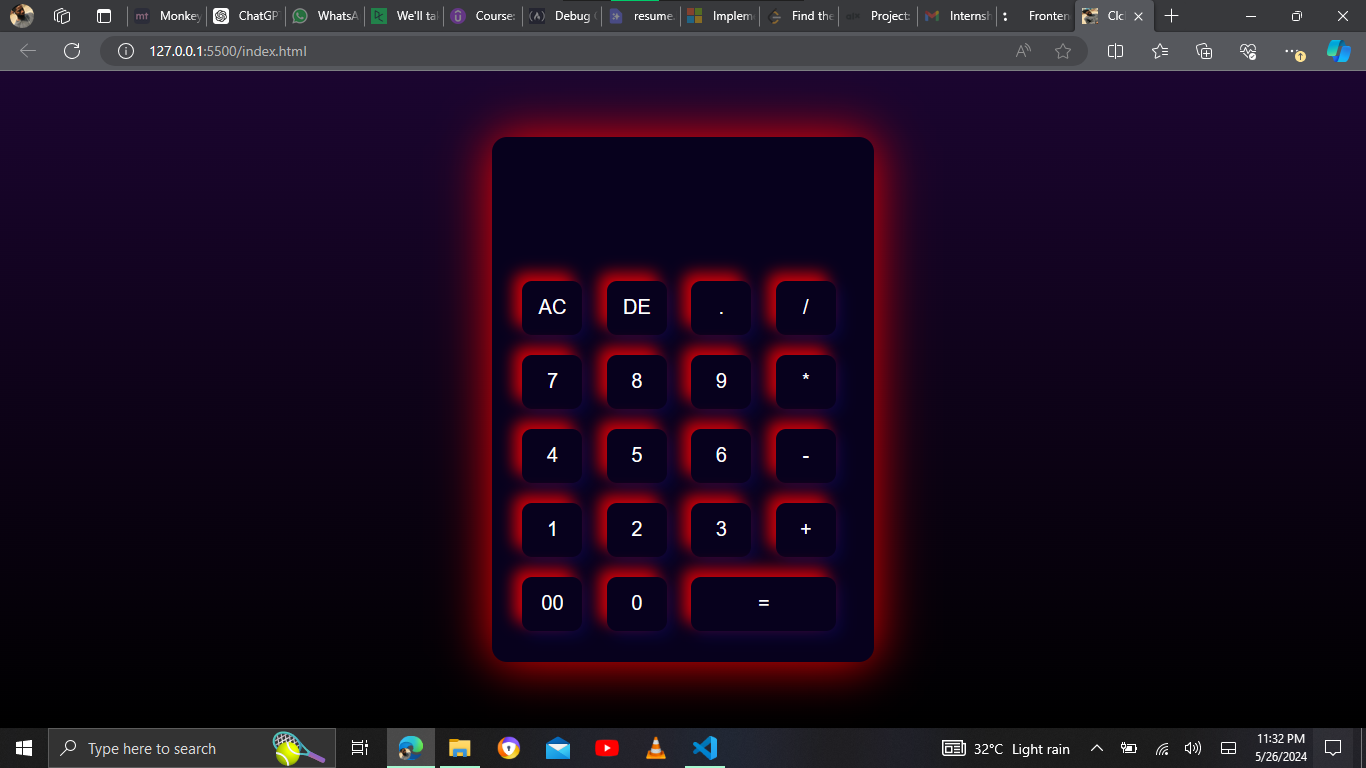 mt Monkey
ChatGP
WhatsA
We'll tal
Course:
Debug
resume.
Implem
Find the
Project:
Internsh
Fronten
Clc
127.0.0.1:5500/index.html
AC DE . /
7 8 9 *
4 5 6 -
1 2 3 +
00 0 =
Type here to search
32°C Light rain
11:32 PM
5/26/2024